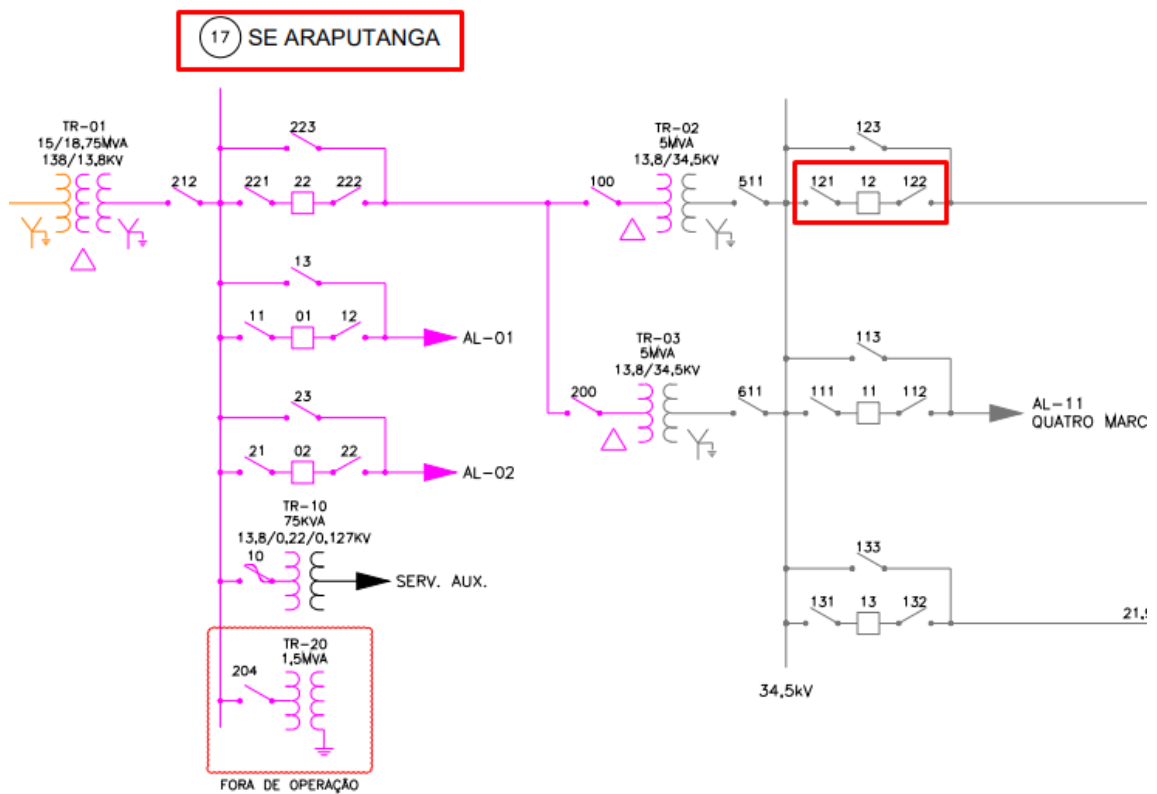 17 SE ARAPUTANGA
TR-01
15/18,75MVA
138/13,8KV
212
223
221 22 222
13
11 01 12
AL-01
23
21 02 22
AL-02
TR-10
75KVA
13,8/0,22/0,127KV
10
SERV. AUX.
TR-20
1,5MVA
204
FORA DE OPERAÇÃO
TR-02
5MVA
13,8/34,5KV
100
511
TR-03
5MVA
13,8/34,5KV
200
611
123
121 12 122
113
111 11 112
AL-11
QUATRO MARC
133
131 13 132
21,
34,5kV